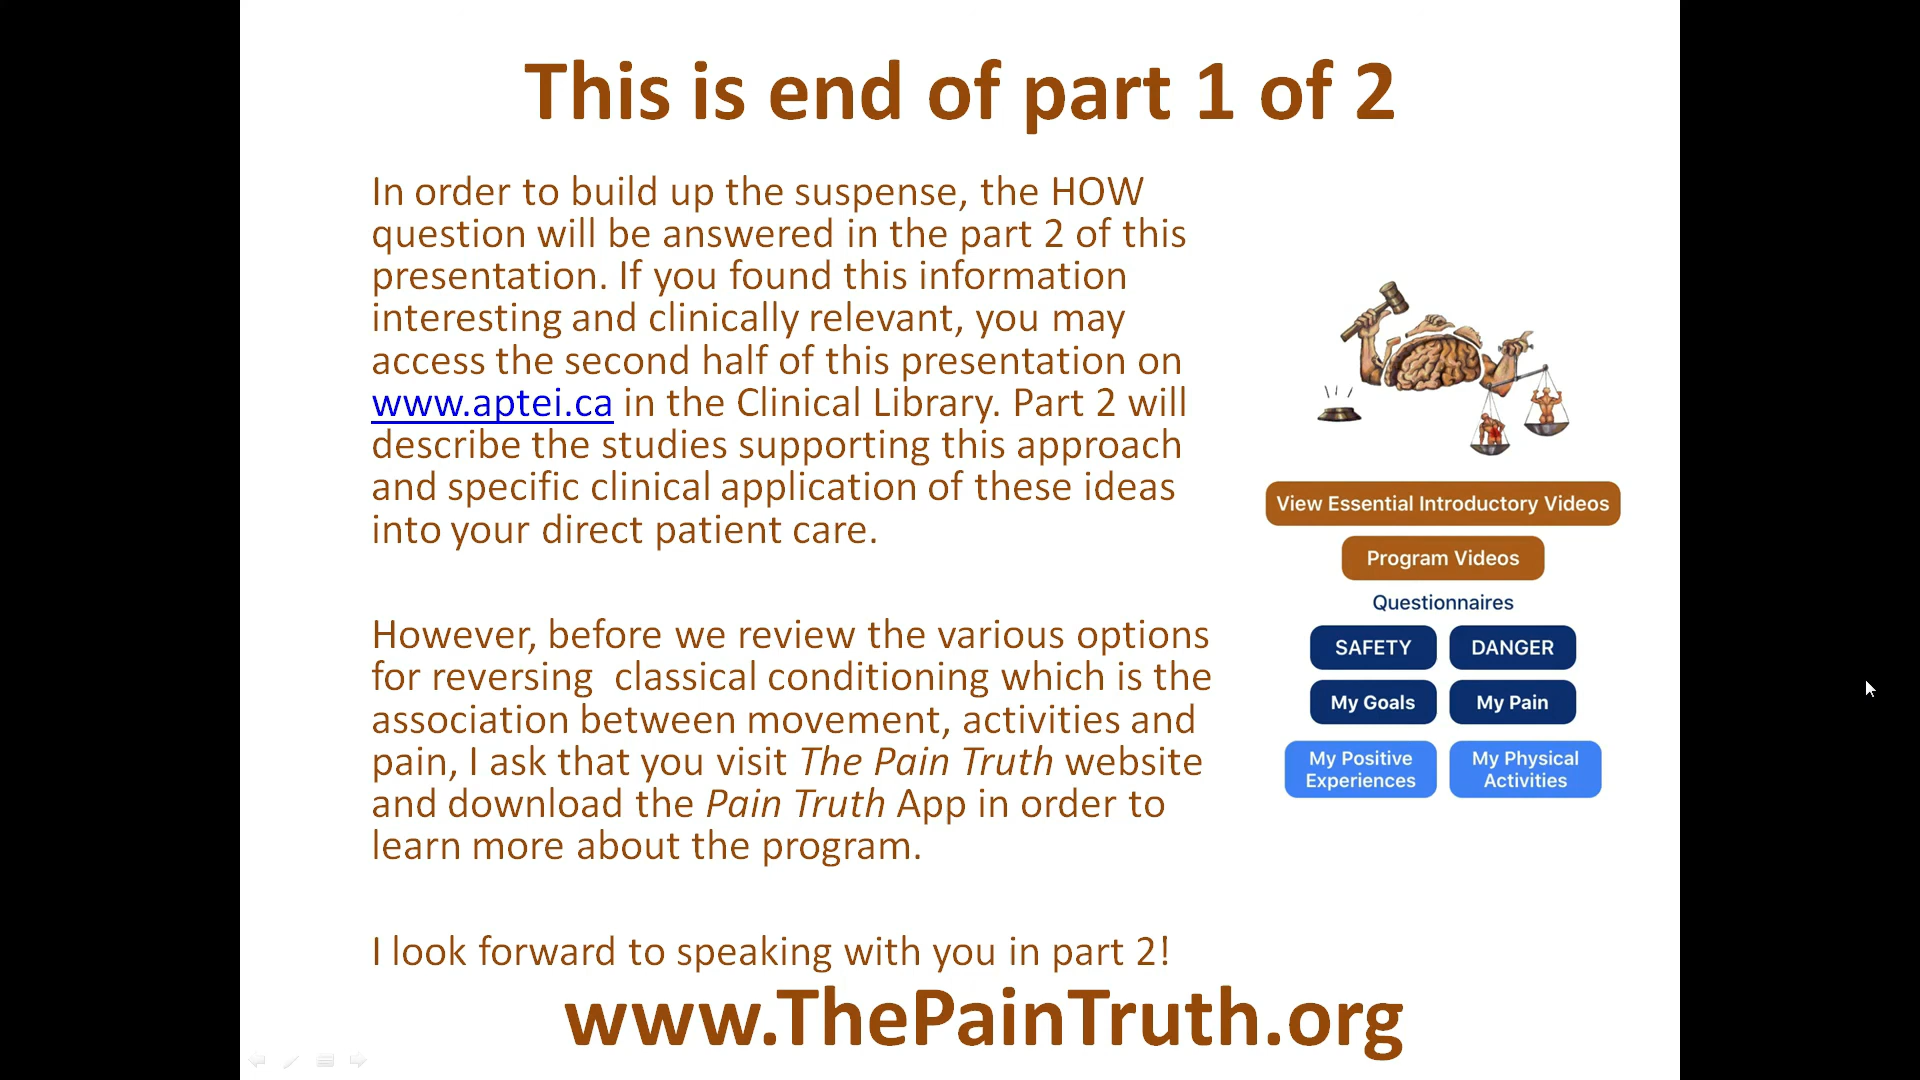 This is end of part 1 of 2
In order to build up the suspense, the HOW
question will be answered in the part 2 of this
presentation. If you found this information
interesting and clinically relevant, you may
access the second half of this presentation on
www.aptei.ca in the Clinical Library. Part 2 will
describe the studies supporting this approach
and specific clinical application of these ideas
into your direct patient care.
However, before we review the various options
for reversing  classical conditioning which is the
association between movement, activities and
pain, I ask that you visit The Pain Truth website
and download the Pain Truth App in order to
learn more about the program.
I look forward to speaking with you in part 2!
www.ThePainTruth.org
View Essential Introductory Videos
Program Videos
Questionnaires
SAFETY
DANGER
My Goals
My Pain
My Positive
Experiences
My Physical
Activities